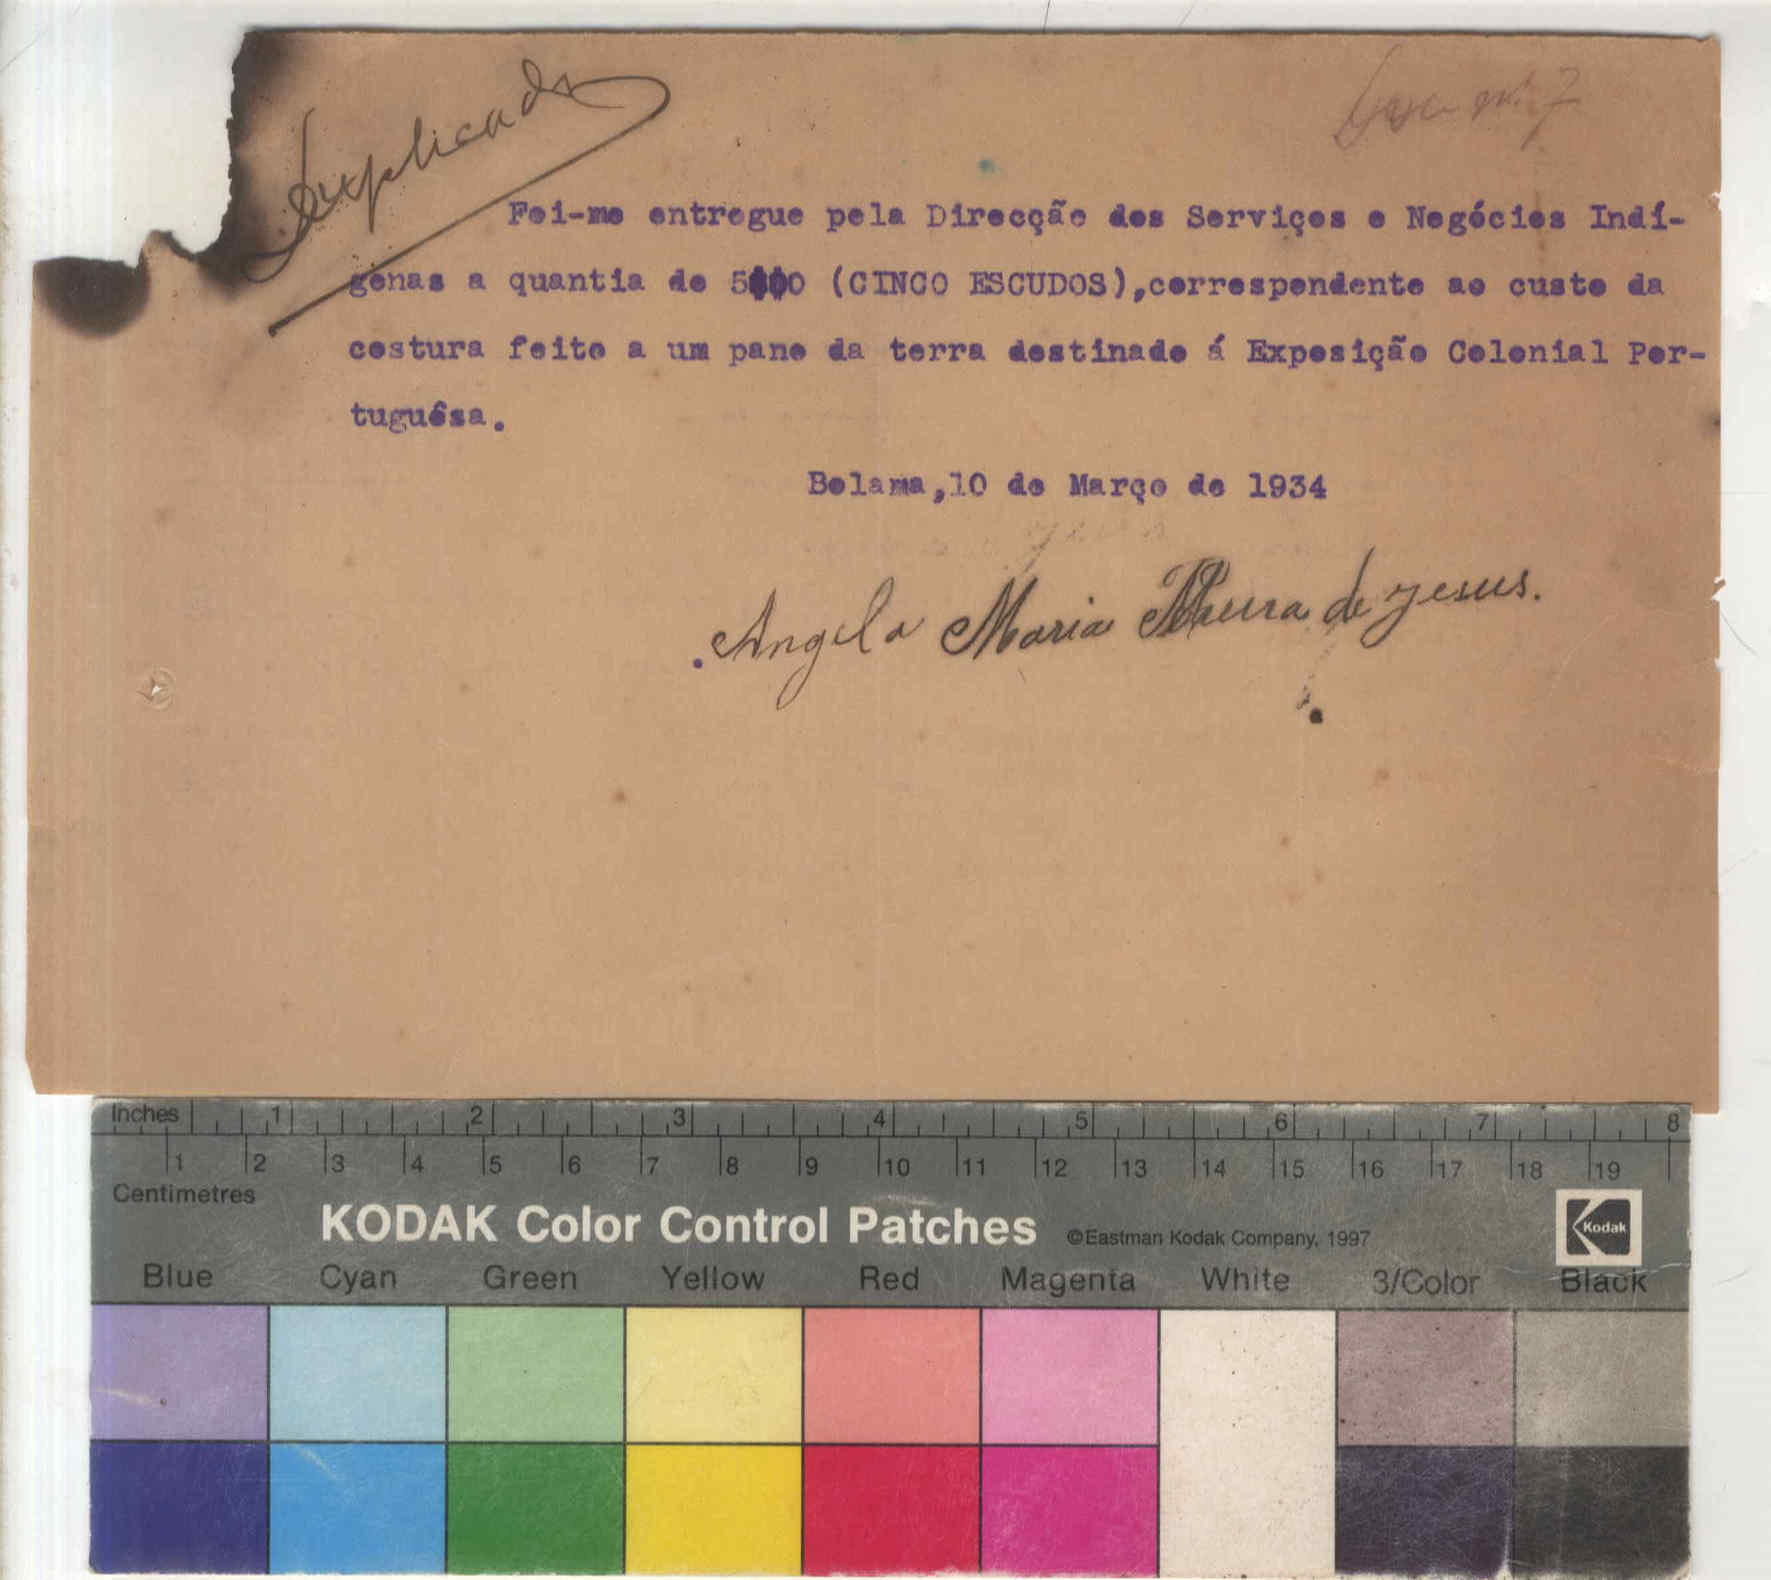 Duplicado
Foi-me entregue pela Direcção dos Serviços e Negócios Indí-
genas a quantia de 5$00 (CINCO ESCUDOS),correspondente ao custo da
costura feito a um pano da terra destinado á Exposição Colonial Por-
tuguêsa.
Bolama,10 de Março de 1934
Angela Maria de Jesus.
Inches 1 2 3 4 5 6 7 8
1 2 3 4 5 6 7 8 9 10 11 12 13 14 15 16 17 18 19
Centimetres
KODAK Color Control Patches ©Eastman Kodak Company, 1997 Kodak
Blue Cyan Green Yellow Red Magenta White 3/Color Black